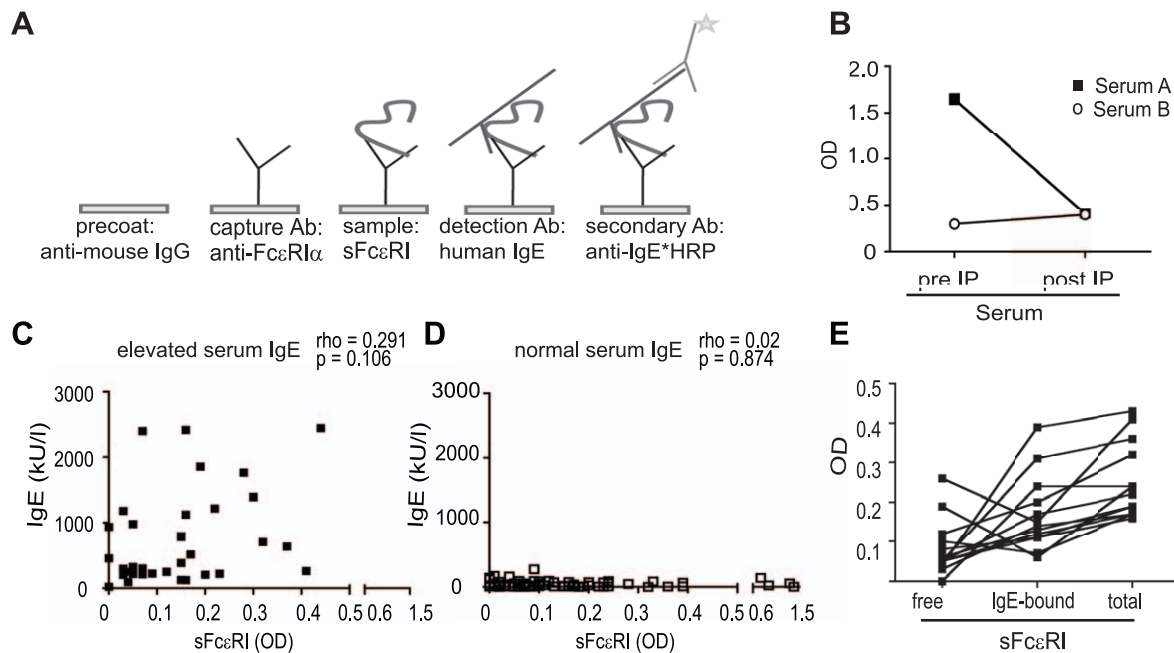 A
precoat:
anti-mouse IgG
capture Ab:
anti-FcεRIα
sample:
sFcεRI
detection Ab:
human IgE
secondary Ab:
anti-IgE*HRP
B
2.0
1.5
1.0
0.5
0
OD
Serum A
Serum B
pre IP
post IP
Serum
C
elevated serum IgE
rho = 0.291
p = 0.106
3000
2000
1000
0
IgE (kU/l)
0 0.1 0.2 0.3 0.4 0.5 0.6 1.5
sFcεRI (OD)
D
normal serum IgE
rho = 0.02
p = 0.874
3000
2000
1000
0
IgE (kU/l)
0 0.1 0.2 0.3 0.4 0.5 0.6 1.5
sFcεRI (OD)
E
0.5
0.4
0.3
0.2
0.1
0
OD
free
IgE-bound
total
sFcεRI